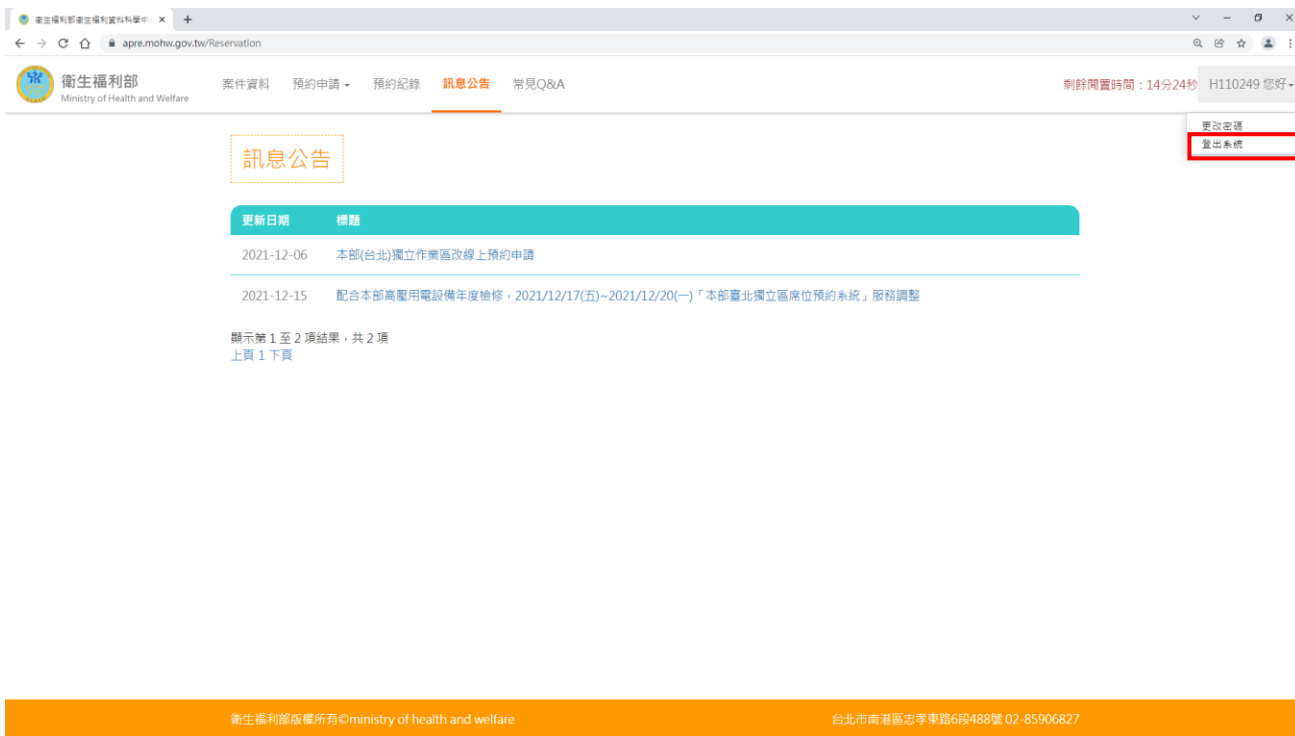 衛生福利部衛生福利資料科學中
apre.mohw.gov.tw/Reservation
衛生福利部
Ministry of Health and Welfare
案件資料 預約申請 預約紀錄 訊息公告 常見Q&A
剩餘閒置時間：14分24秒 H110249 您好
更改密碼
登出系統
訊息公告
更新日期 標題
2021-12-06 本部(台北)獨立作業區改線上預約申請
2021-12-15 配合本部高壓用電設備年度檢修，2021/12/17(五)~2021/12/20(一)「本部臺北獨立區席位預約系統」服務調整
顯示第 1 至 2 項結果，共 2 項
上頁 1 下頁
衛生福利部版權所有©ministry of health and welfare
台北市南港區忠孝東路6段488號 02-85906827